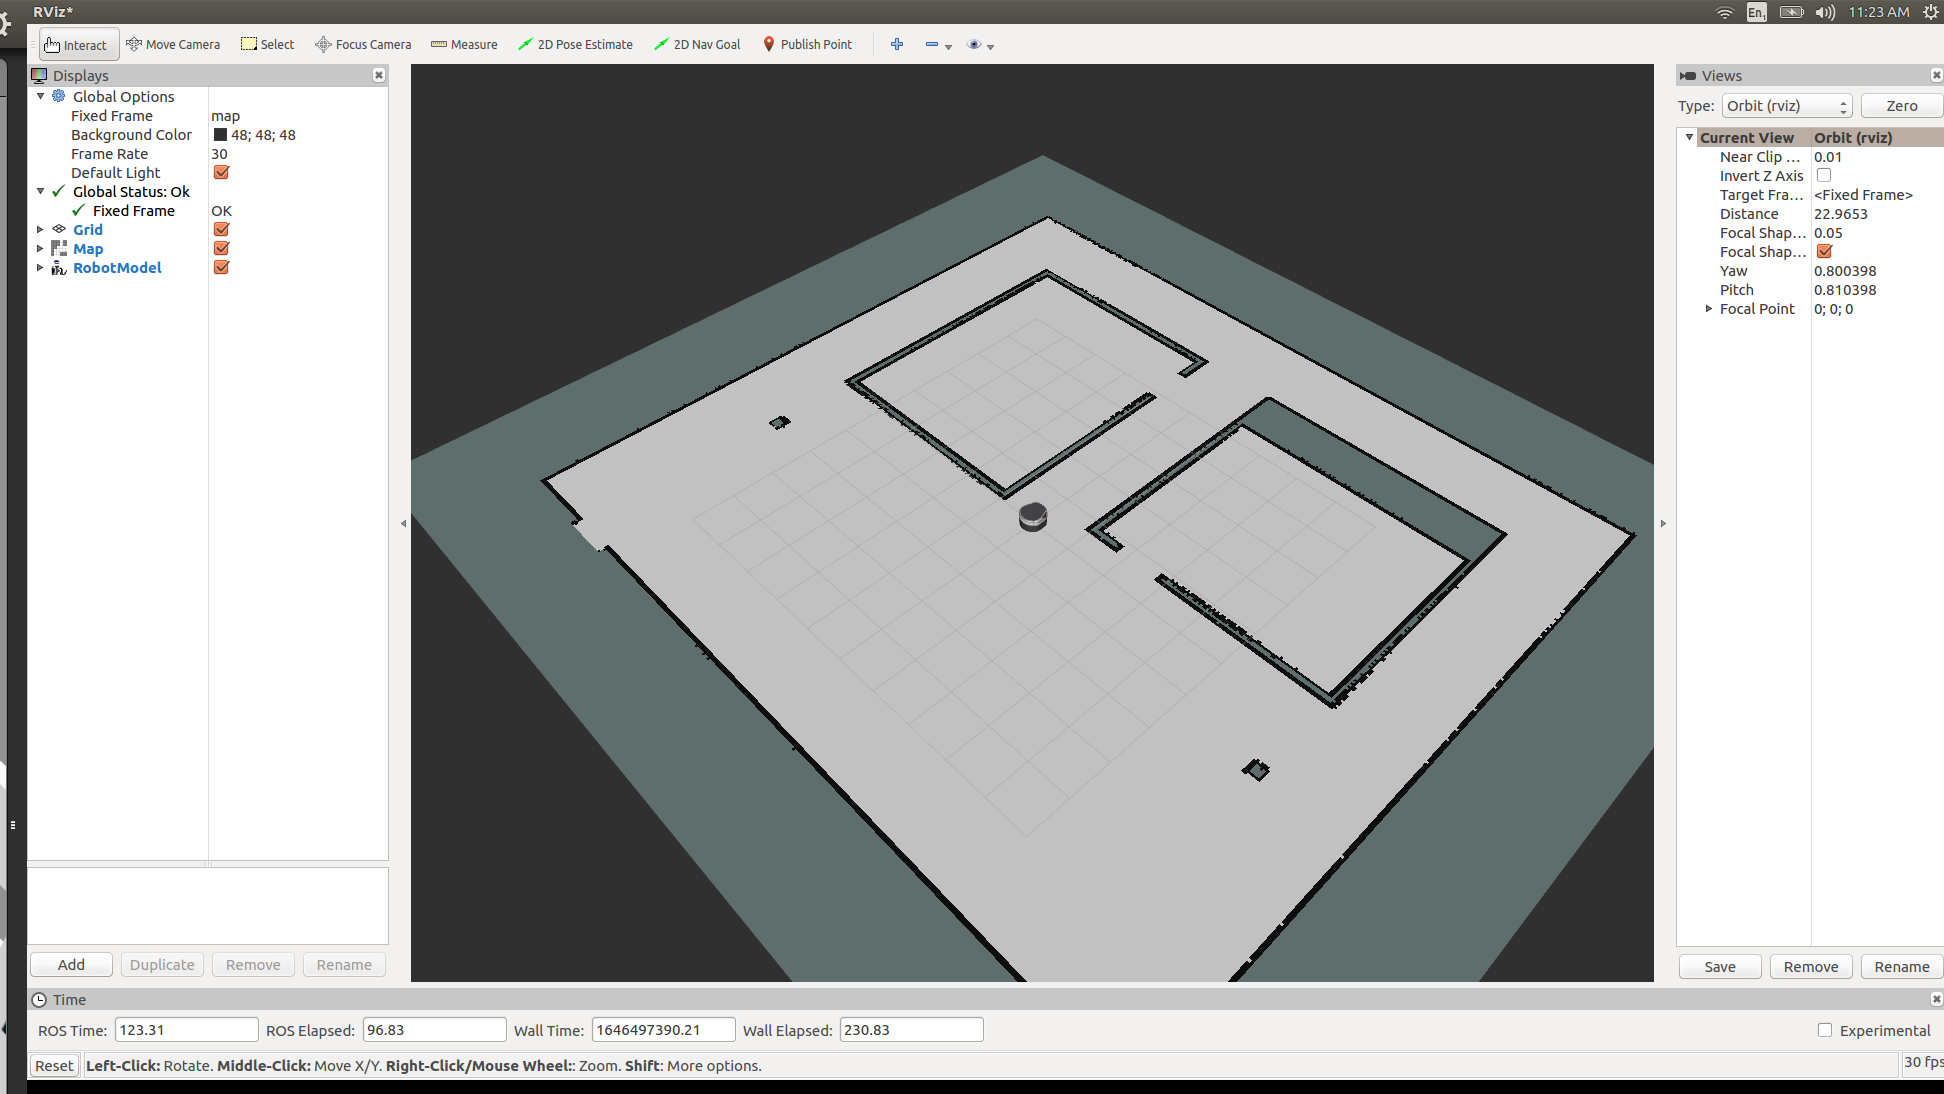 RViz*
En1 11:23 AM
Interact Move Camera Select Focus Camera Measure 2D Pose Estimate 2D Nav Goal Publish Point
Displays
Global Options
Fixed Frame map
Background Color 48; 48; 48
Frame Rate 30
Default Light
Global Status: Ok
Fixed Frame OK
Grid
Map
RobotModel
Add Duplicate Remove Rename
Views
Type: Orbit (rviz) Zero
Current View Orbit (rviz)
Near Clip ... 0.01
Invert Z Axis
Target Fra... <Fixed Frame>
Distance 22.9653
Focal Shap... 0.05
Focal Shap...
Yaw 0.800398
Pitch 0.810398
Focal Point 0; 0; 0
Save Remove Rename
Time
ROS Time: 123.31 ROS Elapsed: 96.83 Wall Time: 1646497390.21 Wall Elapsed: 230.83 Experimental
Reset Left-Click: Rotate. Middle-Click: Move X/Y. Right-Click/Mouse Wheel:: Zoom. Shift: More options. 30 fps